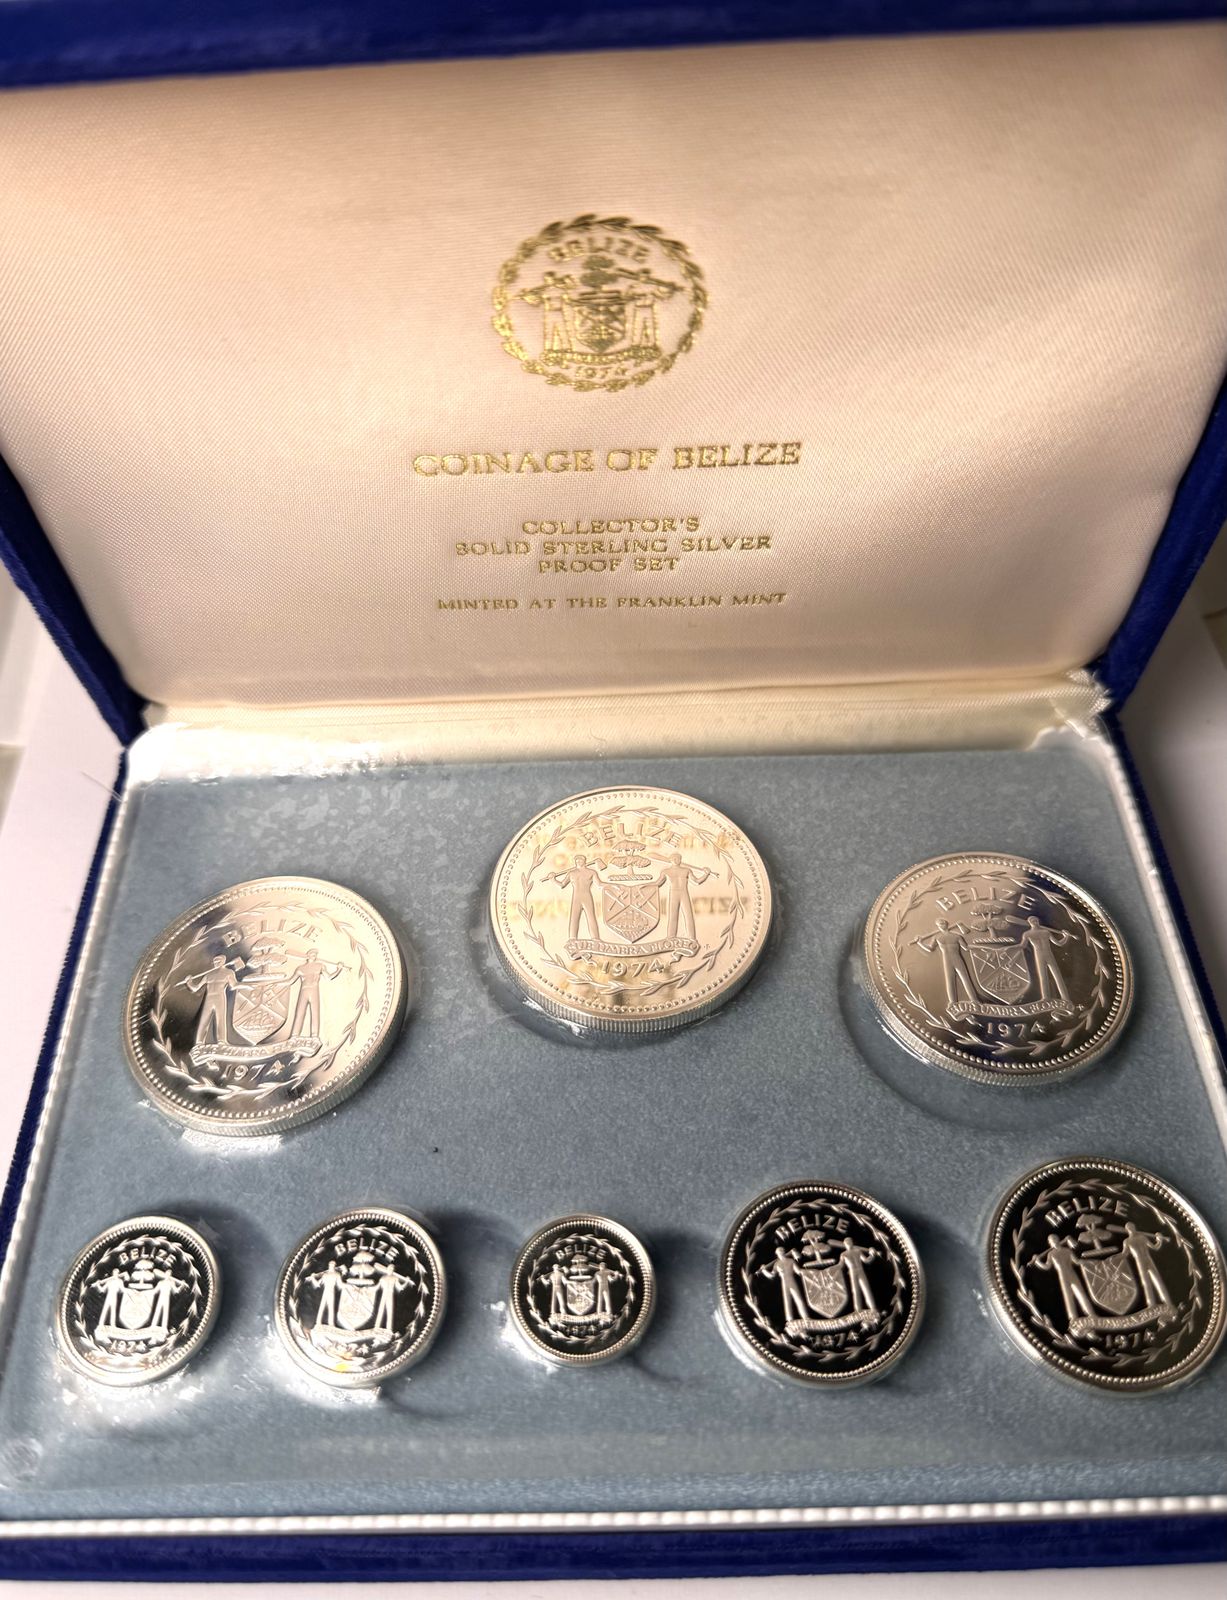 BELIZE
1974
COINAGE OF BELIZE
COLLECTOR'S
SOLID STERLING SILVER
PROOF SET
MINTED AT THE FRANKLIN MINT
BELIZE
SUB UMBRA FLOREO
1974
BELIZE
UMBRA
1974
BELIZE
SUB UMBRA FLOREO
1974
BELIZE
1974
BELIZE
1974
BELIZE
1974
BELIZE
1974
BELIZE
1974